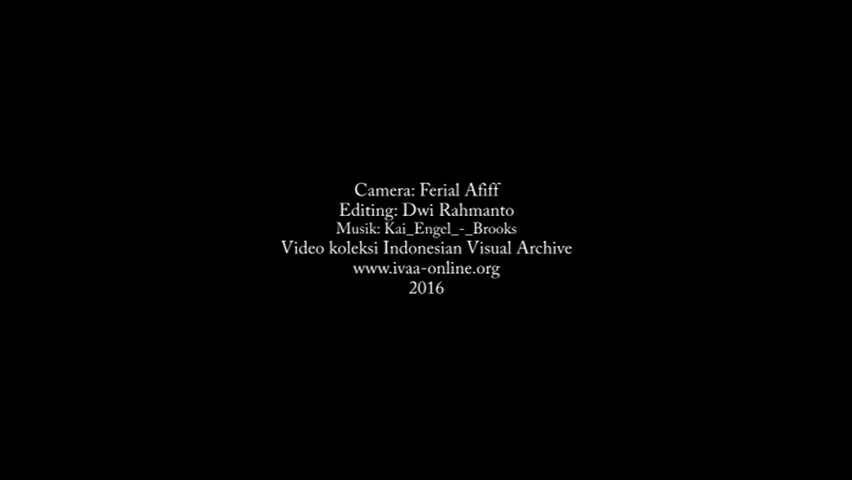 Camera: Ferial Afiff
Editing: Dwi Rahmanto
Musik: Kai_Engel_-_Brooks
Video koleksi Indonesian Visual Archive
www.ivaa-online.org
2016